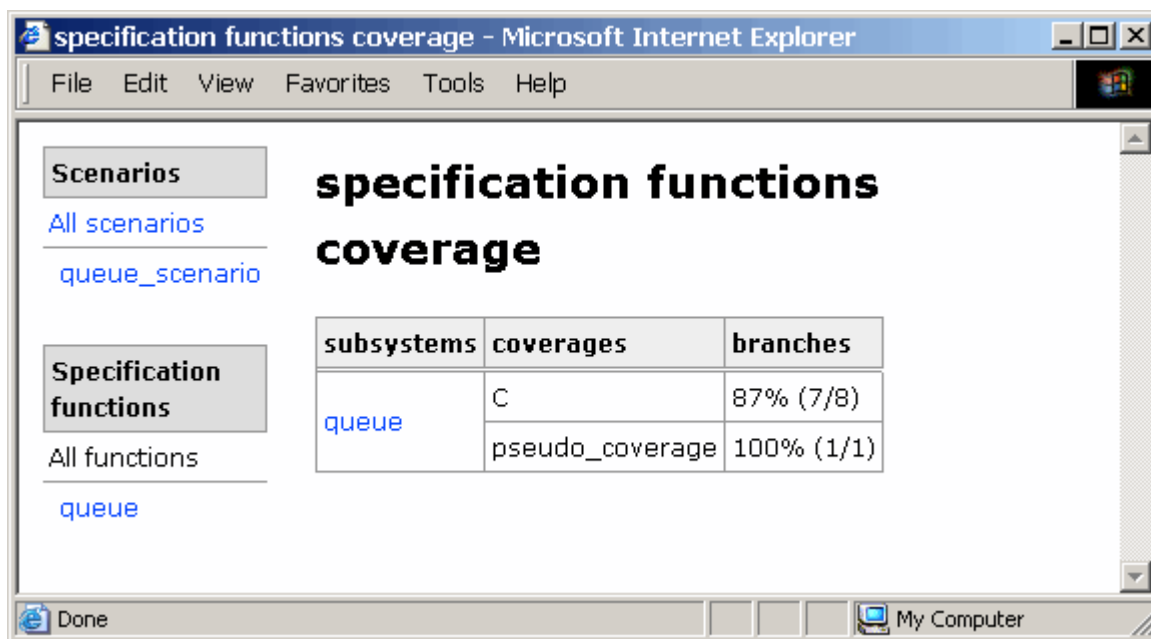 specification functions coverage - Microsoft Internet Explorer
File Edit View Favorites Tools Help
Scenarios
All scenarios
queue_scenario
Specification
functions
All functions
queue
specification functions
coverage
subsystems coverages branches
queue
C 87% (7/8)
pseudo_coverage 100% (1/1)
Done
My Computer